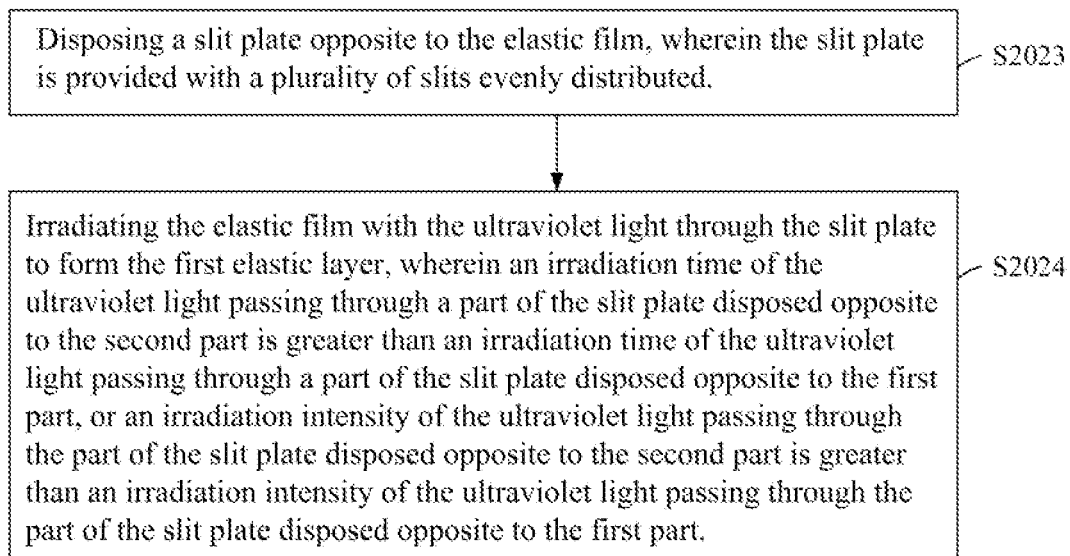 Disposing a slit plate opposite to the elastic film, wherein the slit plate
is provided with a plurality of slits evenly distributed.
S2023
Irradiating the elastic film with the ultraviolet light through the slit plate
to form the first elastic layer, wherein an irradiation time of the
ultraviolet light passing through a part of the slit plate disposed opposite
to the second part is greater than an irradiation time of the ultraviolet
light passing through a part of the slit plate disposed opposite to the first
part, or an irradiation intensity of the ultraviolet light passing through
the part of the slit plate disposed opposite to the second part is greater
than an irradiation intensity of the ultraviolet light passing through the
part of the slit plate disposed opposite to the first part.
S2024